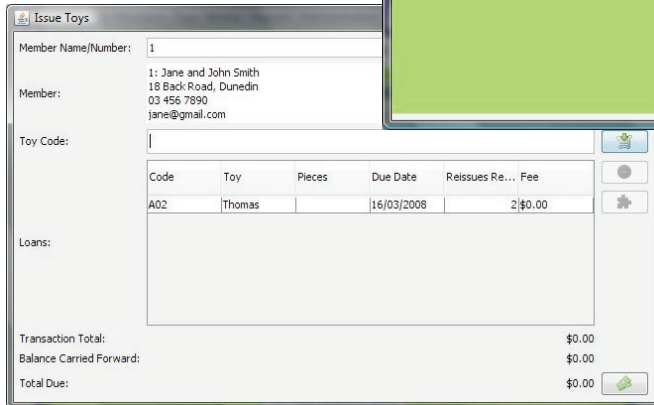 Issue Toys
Member Name/Number: 1
Member: 1: Jane and John Smith
18 Back Road, Dunedin
03 456 7890
jane@gmail.com
Toy Code:
Code Toy Pieces Due Date Reissues Re... Fee
A02 Thomas 16/03/2008 2 $0.00
Loans:
Transaction Total: $0.00
Balance Carried Forward: $0.00
Total Due: $0.00